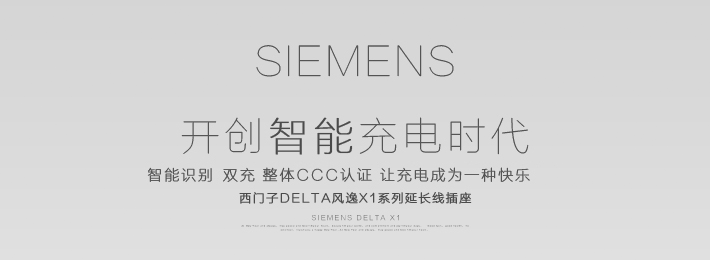 SIEMENS
开创智能充电时代
智能识别 双充 整体CCC认证 让充电成为一种快乐
西门子DELTA风逸X1系列延长线插座
SIEMENS DELTA X1